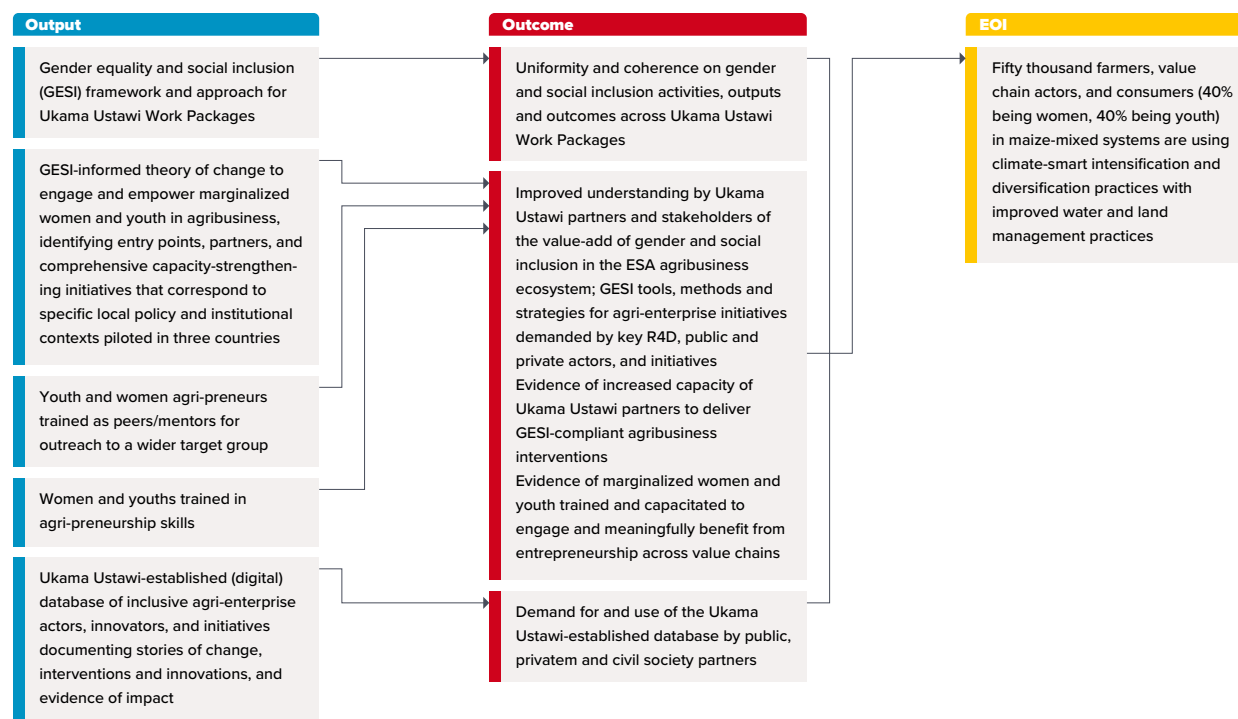 Output
Gender equality and social inclusion
(GESI) framework and approach for
Ukama Ustawi Work Packages
GESI-informed theory of change to
engage and empower marginalized
women and youth in agribusiness,
identifying entry points, partners, and
comprehensive capacity-strengthen-
ing initiatives that correspond to
specific local policy and institutional
contexts piloted in three countries
Youth and women agri-preneurs
trained as peers/mentors for
outreach to a wider target group
Women and youths trained in
agri-preneurship skills
Ukama Ustawi-established (digital)
database of inclusive agri-enterprise
actors, innovators, and initiatives
documenting stories of change,
interventions and innovations, and
evidence of impact
Outcome
Uniformity and coherence on gender
and social inclusion activities, outputs
and outcomes across Ukama Ustawi
Work Packages
Improved understanding by Ukama
Ustawi partners and stakeholders of
the value-add of gender and social
inclusion in the ESA agribusiness
ecosystem; GESI tools, methods and
strategies for agri-enterprise initiatives
demanded by key R4D, public and
private actors, and initiatives
Evidence of increased capacity of
Ukama Ustawi partners to deliver
GESI-compliant agribusiness
interventions
Evidence of marginalized women and
youth trained and capacitated to
engage and meaningfully benefit from
entrepreneurship across value chains
Demand for and use of the Ukama
Ustawi-established database by public,
privatem and civil society partners
EOI
Fifty thousand farmers, value
chain actors, and consumers (40%
being women, 40% being youth)
in maize-mixed systems are using
climate-smart intensification and
diversification practices with
improved water and land
management practices